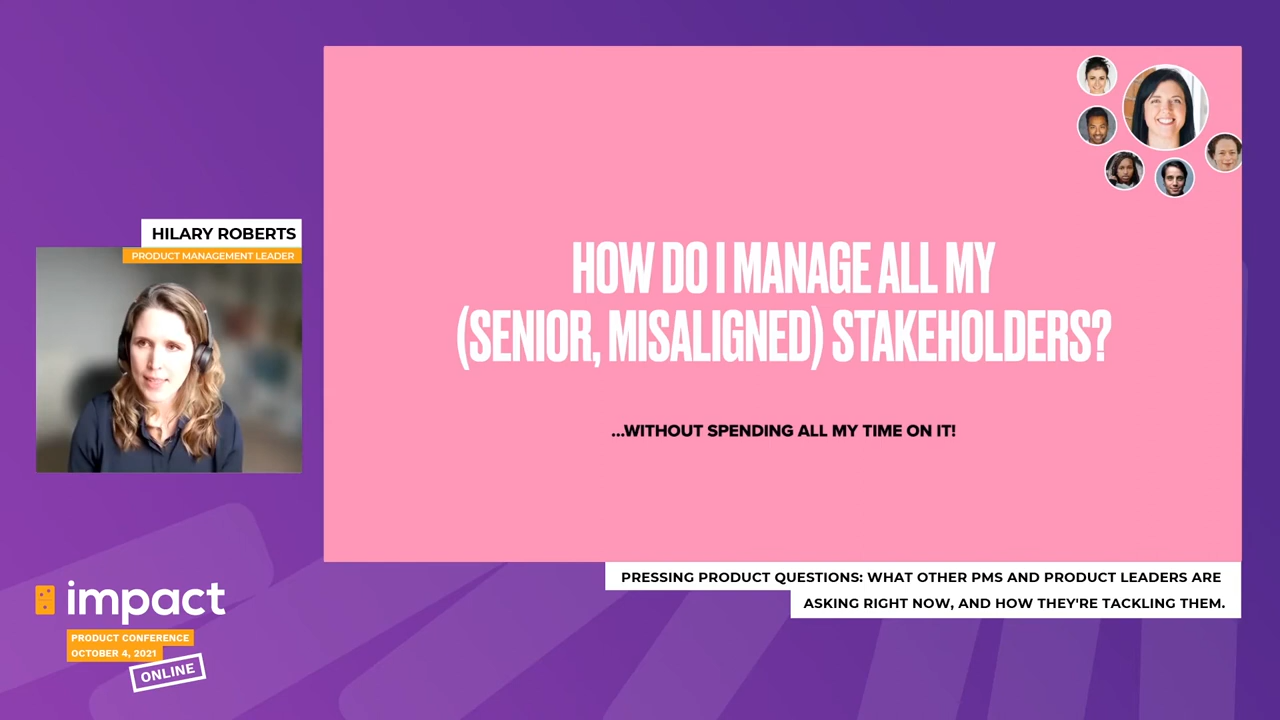 HILARY ROBERTS
PRODUCT MANAGEMENT LEADER
HOW DO I MANAGE ALL MY
(SENIOR, MISALIGNED) STAKEHOLDERS?
...WITHOUT SPENDING ALL MY TIME ON IT!
PRESSING PRODUCT QUESTIONS: WHAT OTHER PMS AND PRODUCT LEADERS ARE
ASKING RIGHT NOW, AND HOW THEY'RE TACKLING THEM.
impact
PRODUCT CONFERENCE
OCTOBER 4, 2021
ONLINE